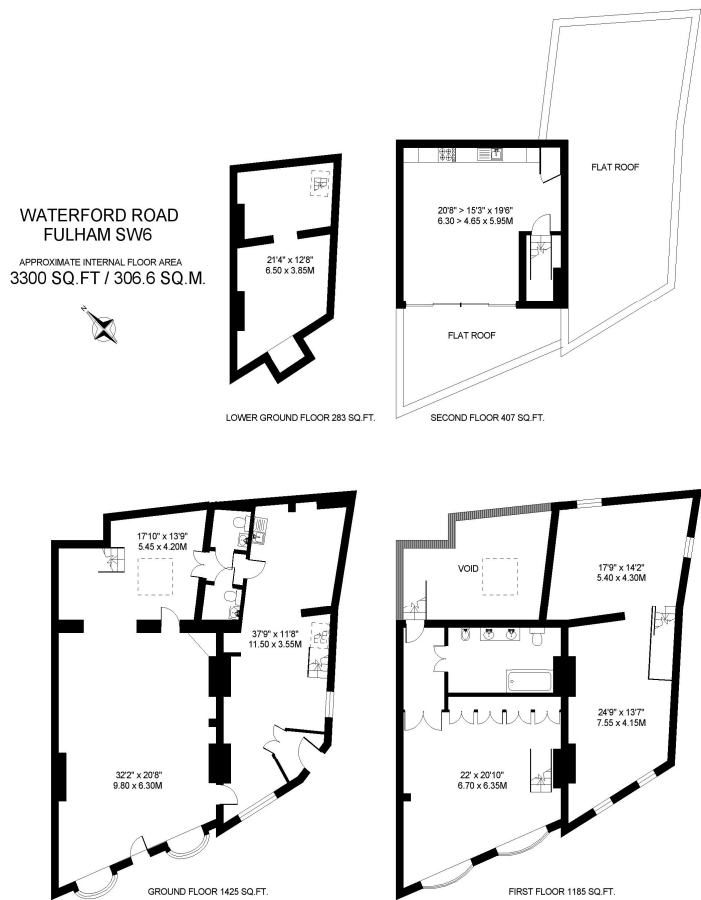 WATERFORD ROAD
FULHAM SW6
APPROXIMATE INTERNAL FLOOR AREA
3300 SQ.FT / 306.6 SQ.M.
N
21'4" x 12'8"
6.50 x 3.85M
LOWER GROUND FLOOR 283 SQ.FT.
FLAT ROOF
20'8" > 15'3" x 19'6"
6.30 > 4.65 x 5.95M
FLAT ROOF
SECOND FLOOR 407 SQ.FT.
17'10" x 13'9"
5.45 x 4.20M
37'9" x 11'8"
11.50 x 3.55M
32'2" x 20'8"
9.80 x 6.30M
GROUND FLOOR 1425 SQ.FT.
VOID
17'9" x 14'2"
5.40 x 4.30M
24'9" x 13'7"
7.55 x 4.15M
22' x 20'10"
6.70 x 6.35M
FIRST FLOOR 1185 SQ.FT.